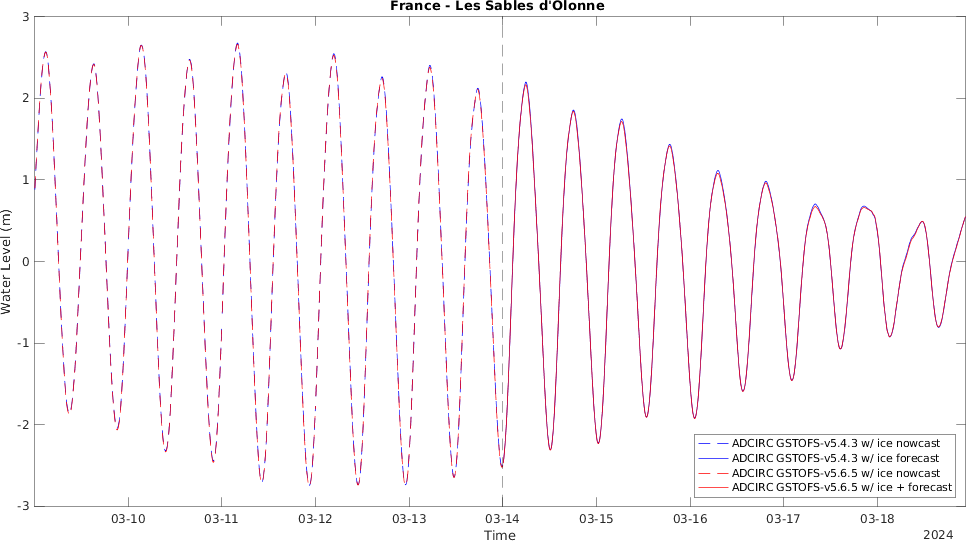 France - Les Sables d'Olonne
3
2
1
0
-1
-2
-3
Water Level (m)
ADCIRC GSTOFS-v5.4.3 w/ ice nowcast
ADCIRC GSTOFS-v5.4.3 w/ ice forecast
ADCIRC GSTOFS-v5.6.5 w/ ice nowcast
ADCIRC GSTOFS-v5.6.5 w/ ice + forecast
03-10 03-11 03-12 03-13 03-14 03-15 03-16 03-17 03-18
Time
2024